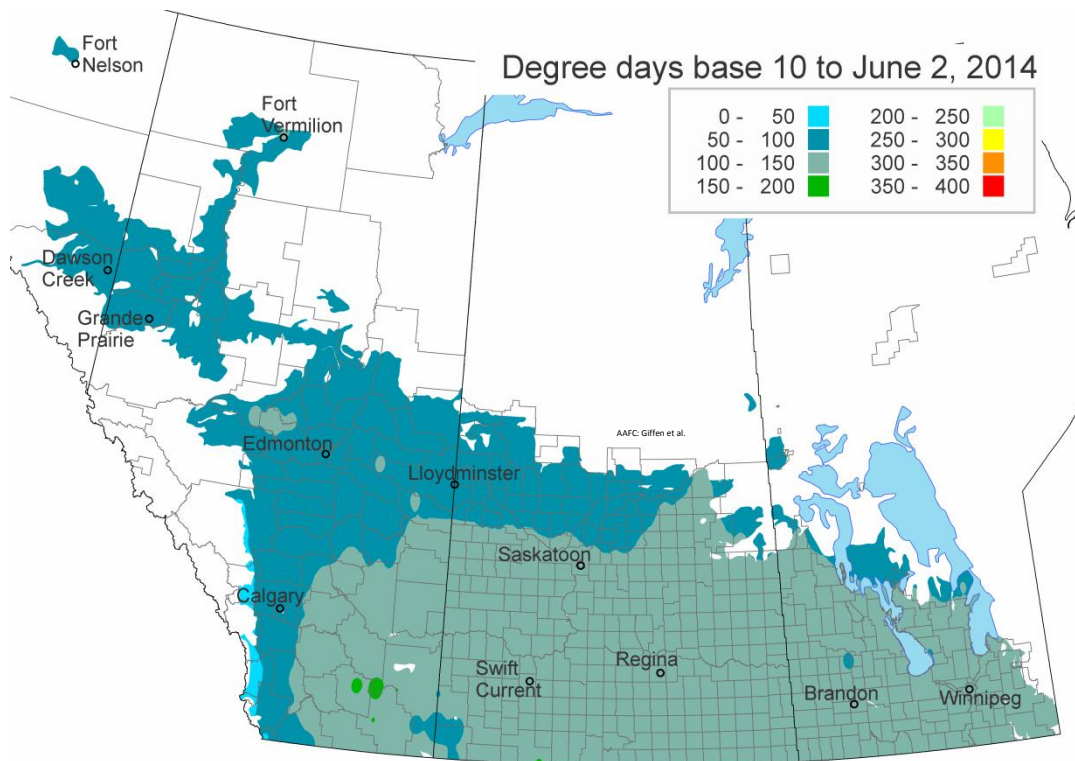 Fort
Nelson
Degree days base 10 to June 2, 2014
Fort
Vermilion
0 - 50
50 - 100
100 - 150
150 - 200
200 - 250
250 - 300
300 - 350
350 - 400
Dawson
Creek
Grande
Prairie
AAFC: Giffen et al.
Edmonton
Lloydminster
Saskatoon
Calgary
Swift
Current
Regina
Brandon
Winnipeg